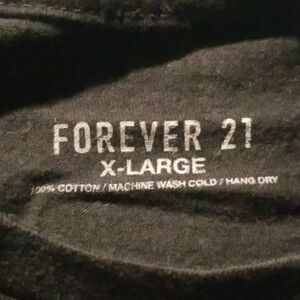 FOREVER 21
X-LARGE
100% COTTON / MACHINE WASH COLD / HANG DRY